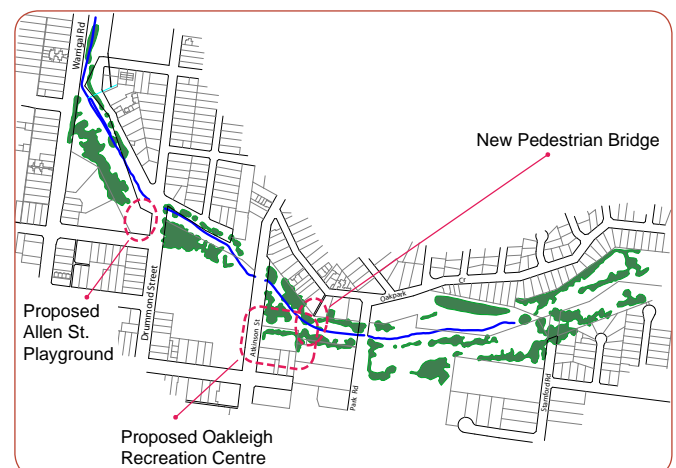 Warrigal Rd
New Pedestrian Bridge
Oakpark
Cr
Proposed
Allen St.
Playground
Drummond Street
Atkinson St
Park Rd
Stamford Rd
Proposed Oakleigh
Recreation Centre